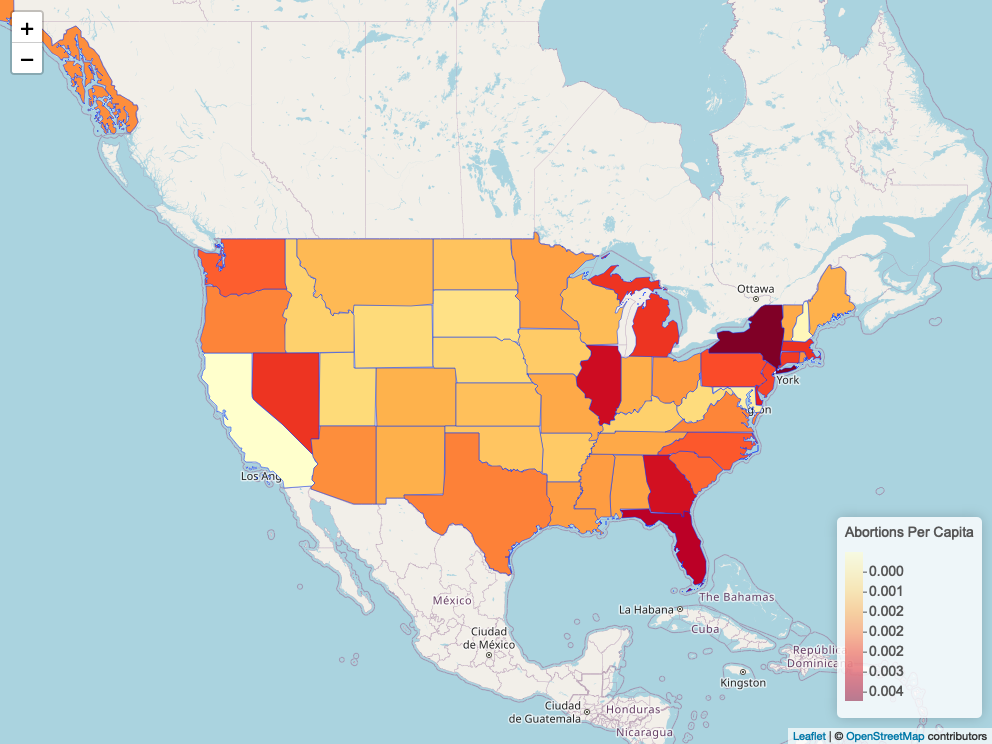 +
−
Ottawa
York
gton
Los Ang
La Habana
The Bahamas
México
Cuba
Ciudad
de México
Kingston
Ciudad
de Guatemala
Honduras
Nicaragua
Abortions Per Capita
0.000
0.001
0.002
0.002
0.002
0.003
0.004
Leaflet | © OpenStreetMap contributors